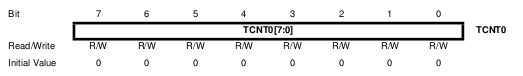 Bit 7 6 5 4 3 2 1 0
TCNT0[7:0] TCNT0
Read/Write R/W R/W R/W R/W R/W R/W R/W R/W
Initial Value 0 0 0 0 0 0 0 0